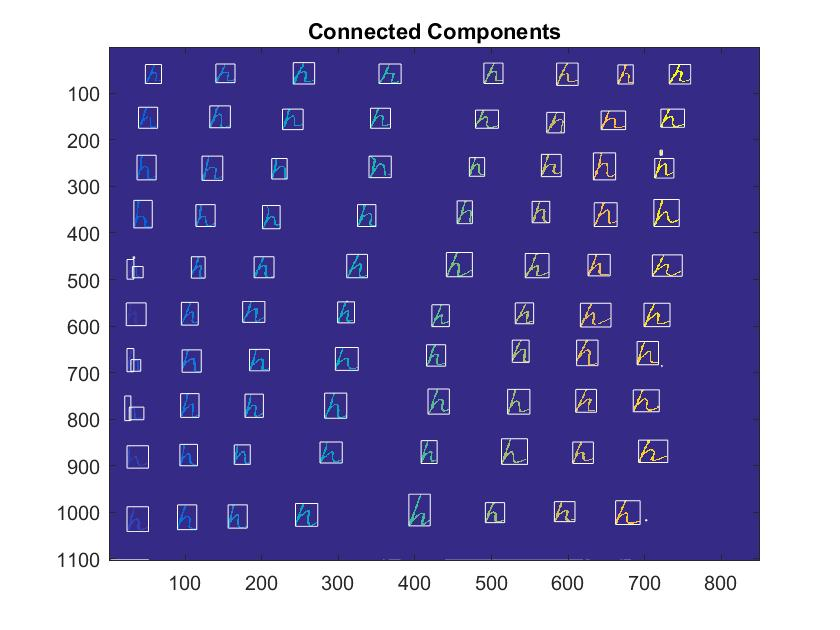 Connected Components
h h h h h h h h
100
h h h h h h h h
200
h h h h h h h h
300
h h h h h h h h
400
h h h h h h h h
500
h h h h h h h h
600
h h h h h h h h
700
h h h h h h h h
800
h h h h h h h h
900
1000 h h h h h h h h
1100
100 200 300 400 500 600 700 800